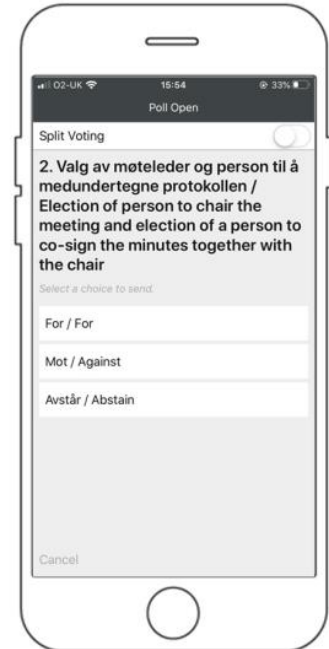 O2-UK 15:54 33%
Poll Open
Split Voting
2. Valg av møteleder og person til å
medundertegne protokollen /
Election of person to chair the
meeting and election of a person to
co-sign the minutes together with
the chair
Select a choice to send.
For / For
Mot / Against
Avstår / Abstain
Cancel